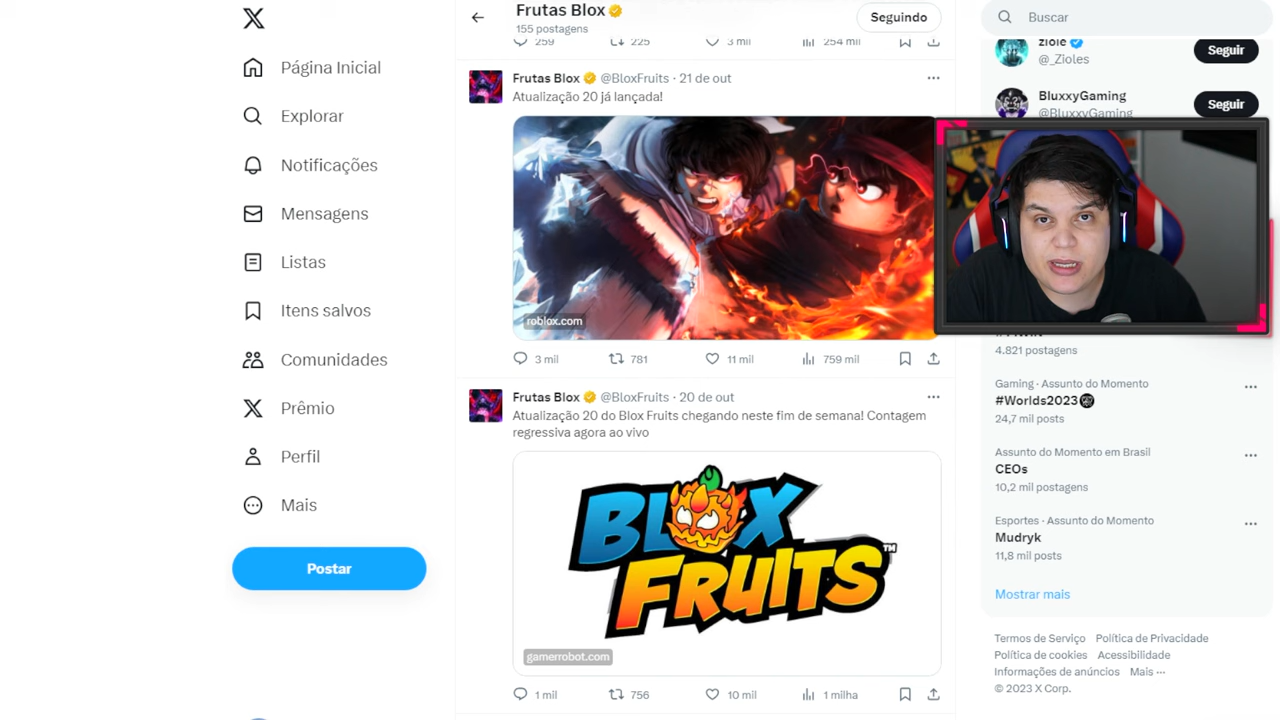 Frutas Blox
155 postagens
Seguindo
Buscar
259 225 3 mil 254 mil
ziole
@_Zioles
Seguir
Página Inicial
Explorar
Notificações
Mensagens
Listas
Itens salvos
Comunidades
Prêmio
Perfil
Mais
Postar
Frutas Blox @BloxFruits · 21 de out
Atualização 20 já lançada!
roblox.com
3 mil 781 11 mil 759 mil
Frutas Blox @BloxFruits · 20 de out
Atualização 20 do Blox Fruits chegando neste fim de semana! Contagem
regressiva agora ao vivo
BLOX
FRUITS™
gamerrobot.com
1 mil 756 10 mil 1 milha
BluxxyGaming
@BluxxyGaming
Seguir
4.821 postagens
Gaming · Assunto do Momento
#Worlds2023
24,7 mil posts
Assunto do Momento em Brasil
CEOs
10,2 mil postagens
Esportes · Assunto do Momento
Mudryk
11,8 mil posts
Mostrar mais
Termos de Serviço Política de Privacidade
Política de cookies Acessibilidade
Informações de anúncios Mais ···
© 2023 X Corp.